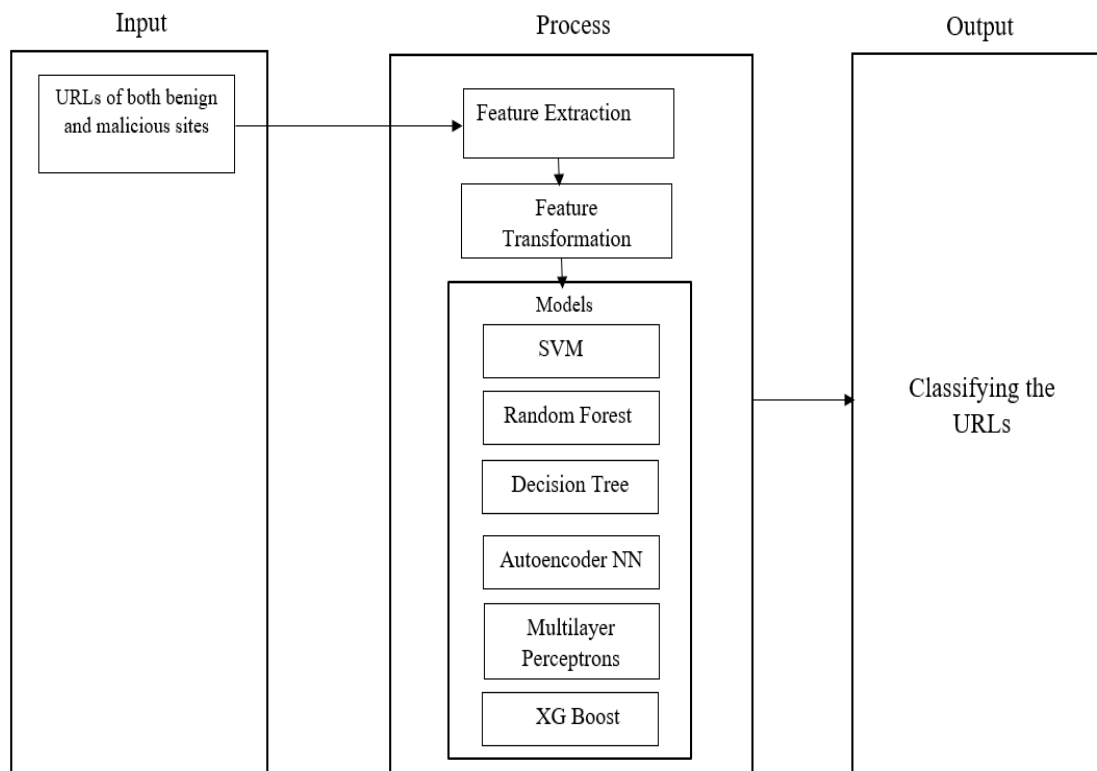 Input
Process
Output
URLs of both benign
and malicious sites
Feature Extraction
Feature
Transformation
Models
SVM
Random Forest
Decision Tree
Autoencoder NN
Multilayer
Perceptrons
XG Boost
Classifying the
URLs